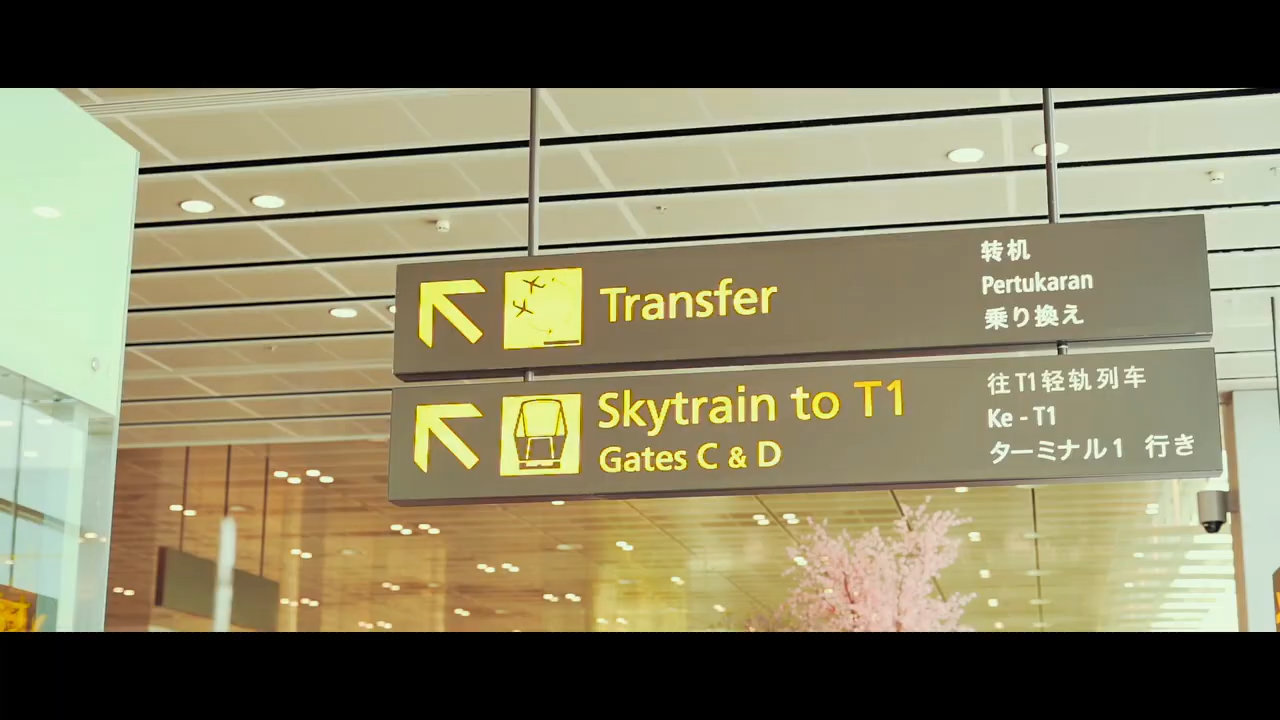 Transfer
转机
Pertukaran
乗り換え
Skytrain to T1
Gates C & D
往T1轻轨列车
Ke - T1
ターミナル1 行き